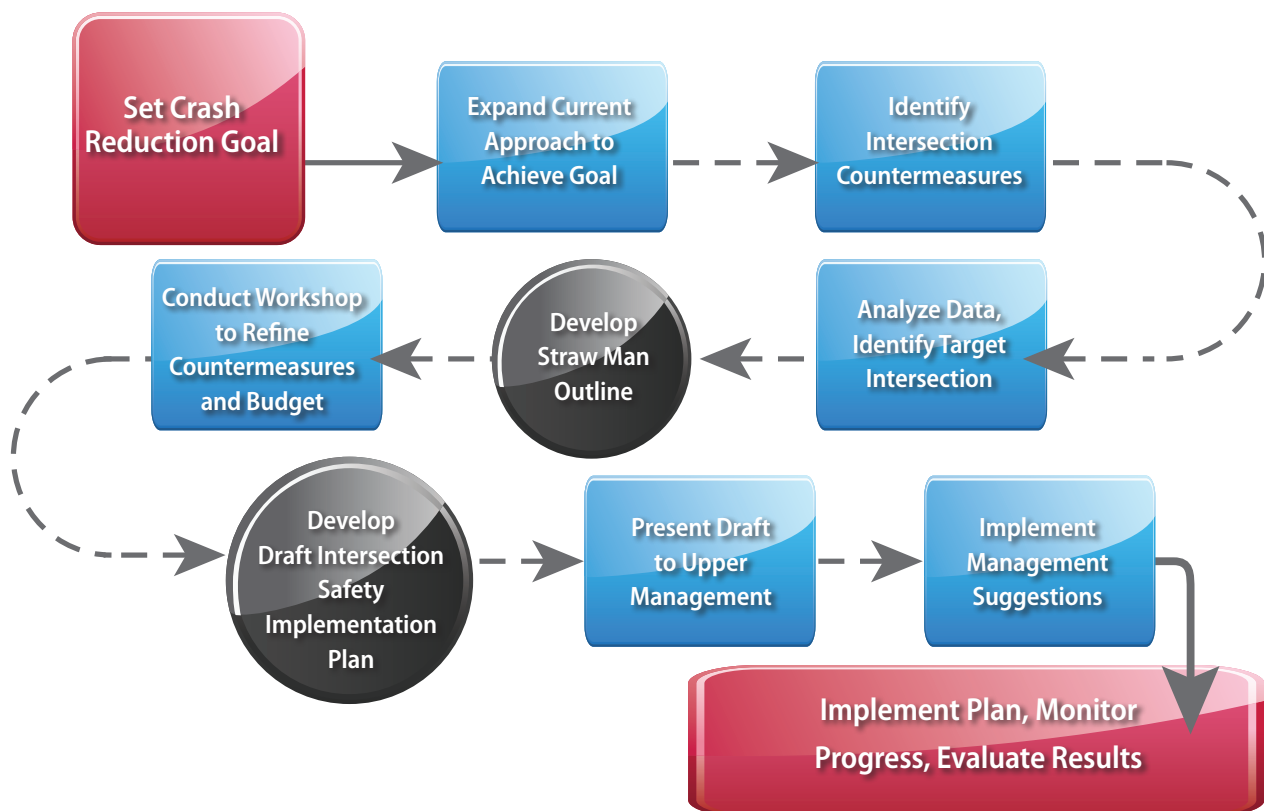 Set Crash
Reduction Goal
Expand Current
Approach to
Achieve Goal
Identify
Intersection
Countermeasures
Analyze Data,
Identify Target
Intersection
Develop
Straw Man
Outline
Conduct Workshop
to Refine
Countermeasures
and Budget
Develop
Draft Intersection
Safety
Implementation
Plan
Present Draft
to Upper
Management
Implement
Management
Suggestions
Implement Plan, Monitor
Progress, Evaluate Results